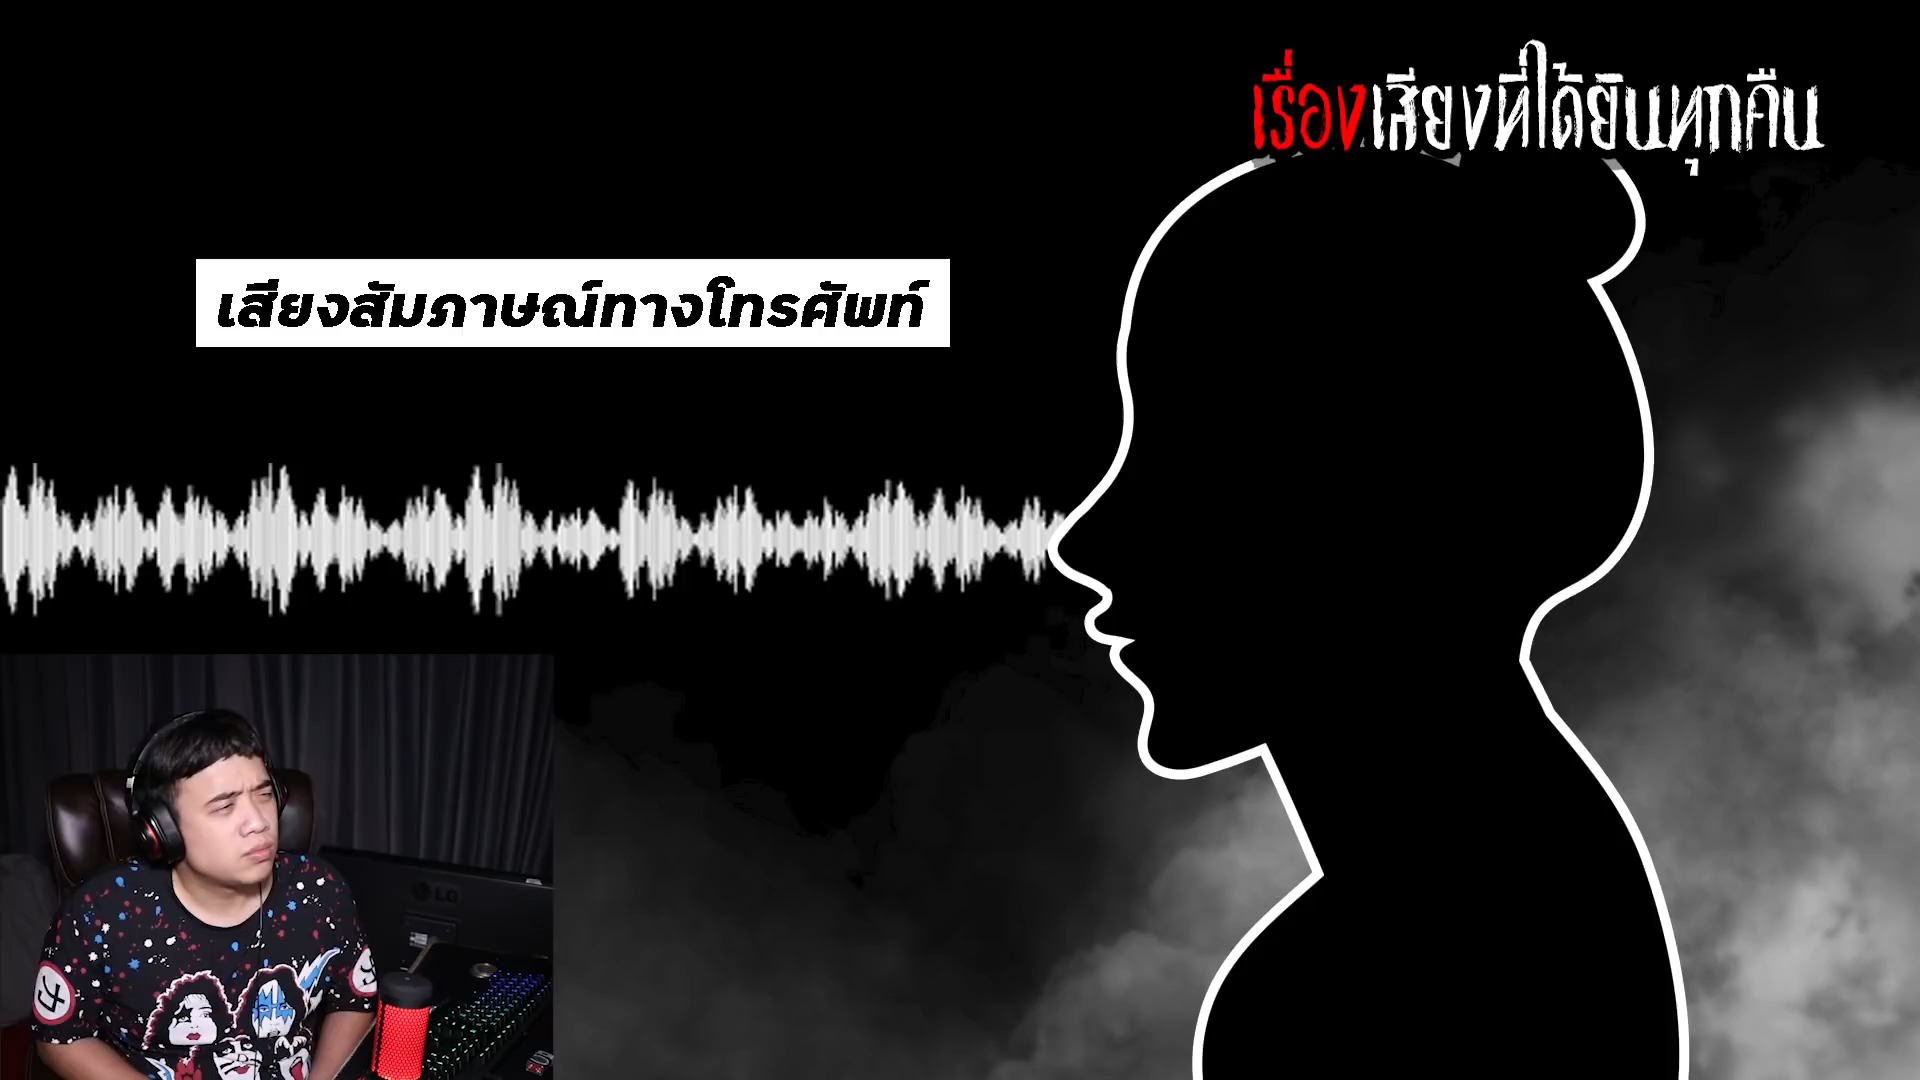 เรื่องเสียงที่ได้ยินทุกคืน
เสียงสัมภาษณ์ทางโทรศัพท์
LG